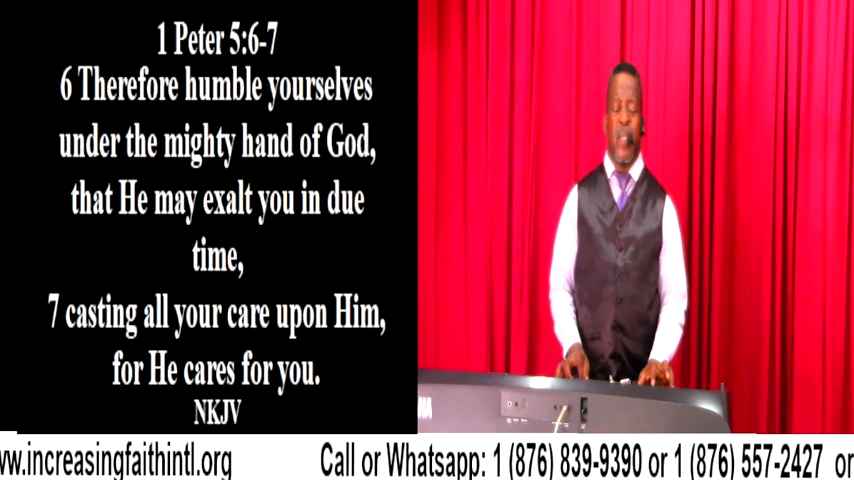 1 Peter 5:6-7
6 Therefore humble yourselves
under the mighty hand of God,
that He may exalt you in due
time,
7 casting all your care upon Him,
for He cares for you.
NKJV
ww.increasingfaithintl.org Call or Whatsapp: 1 (876) 839-9390 or 1 (876) 557-2427 or